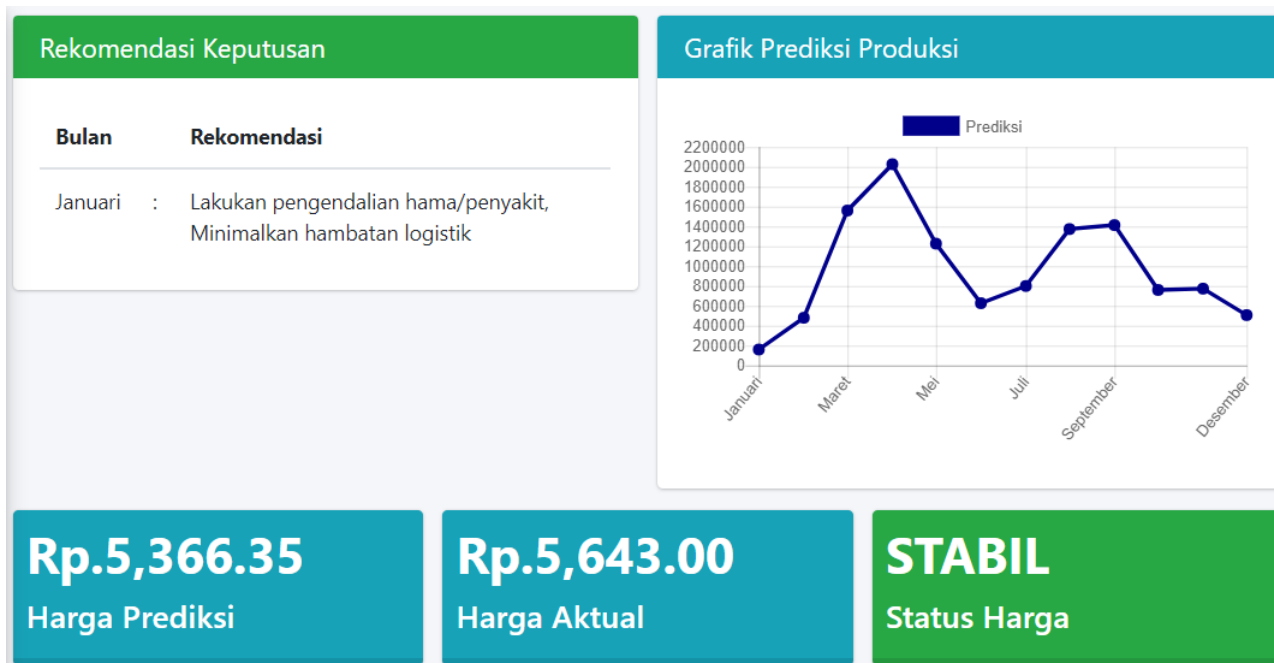 Rekomendasi Keputusan
Bulan Rekomendasi
Januari : Lakukan pengendalian hama/penyakit,
Minimalkan hambatan logistik
Grafik Prediksi Produksi
Prediksi
2200000
2000000
1800000
1600000
1400000
1200000
1000000
800000
600000
400000
200000
0
Januari
Maret
Mei
Juli
September
Desember
Rp.5,366.35
Harga Prediksi
Rp.5,643.00
Harga Aktual
STABIL
Status Harga